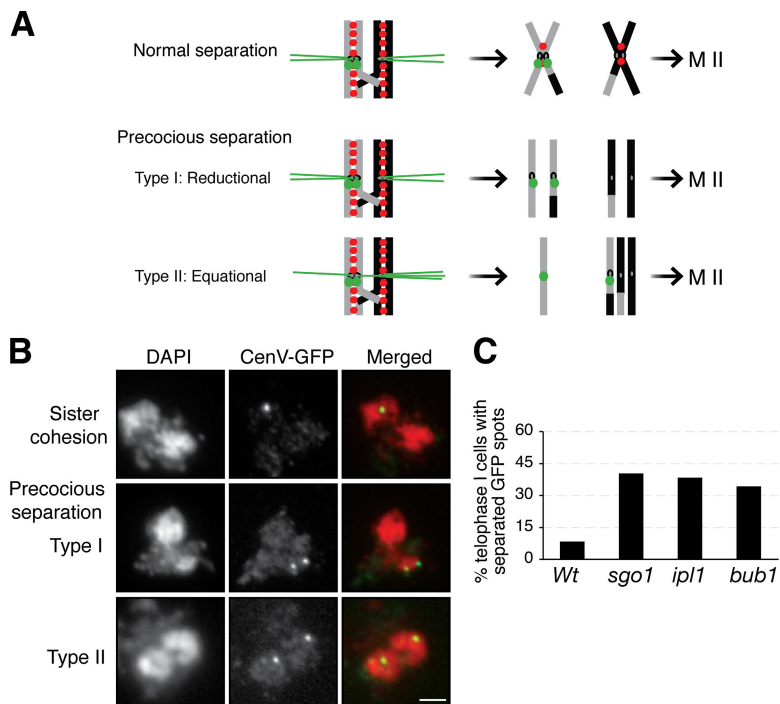 A
Normal separation
M II
Precocious separation
Type I: Reductional
M II
Type II: Equational
M II
B
DAPI
CenV-GFP
Merged
Sister
cohesion
Precocious
separation
Type I
Type II
C
% telophase I cells with
separated GFP spots
60
45
30
15
0
Wt
sgo1
ipl1
bub1